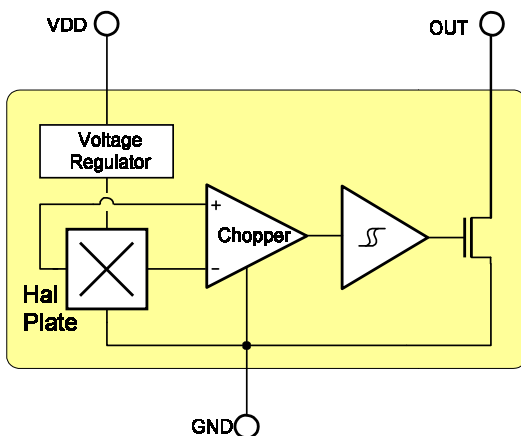 VDD
OUT
Voltage
Regulator
+
Chopper
−
Hal
Plate
GND